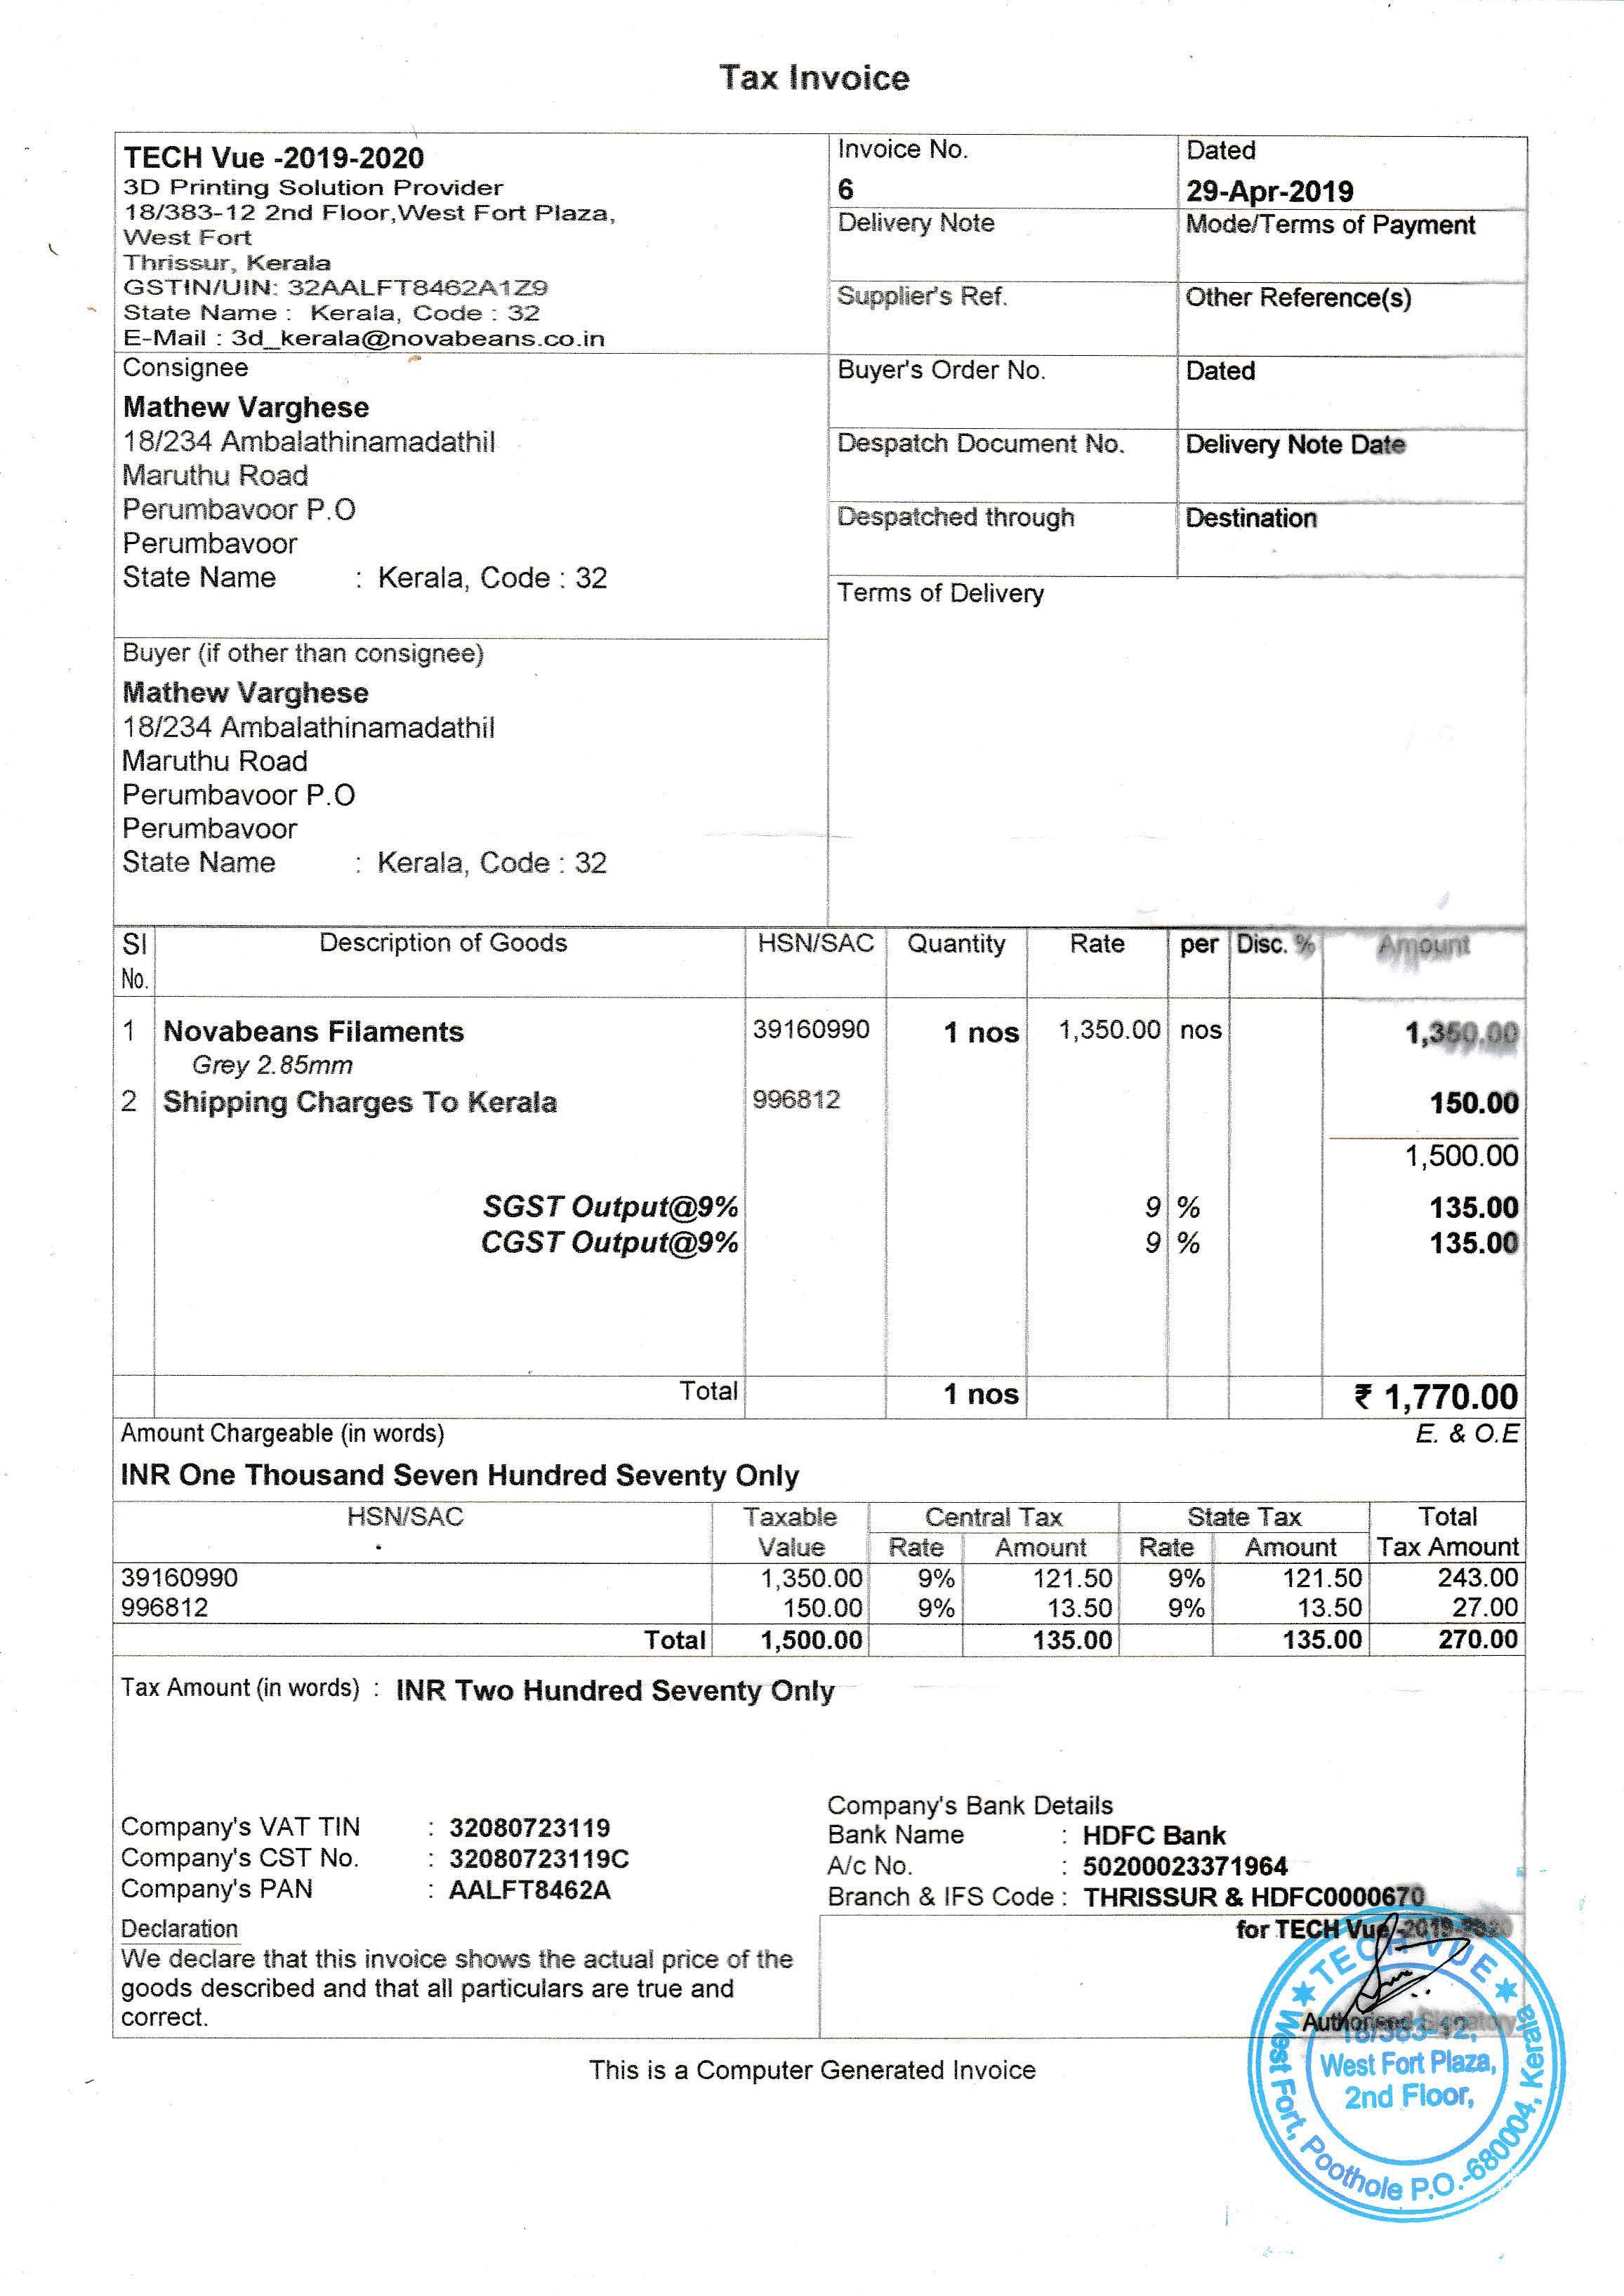 Tax Invoice
TECH Vue -2019-2020
3D Printing Solution Provider
18/383-12 2nd Floor,West Fort Plaza,
West Fort
Thrissur, Kerala
GSTIN/UIN: 32AALFT8462A1Z9
State Name : Kerala, Code : 32
E-Mail : 3d_kerala@novabeans.co.in
Invoice No.
6
Dated
29-Apr-2019
Delivery Note
Mode/Terms of Payment
Supplier's Ref.
Other Reference(s)
Consignee
Mathew Varghese
18/234 Ambalathinamadathil
Maruthu Road
Perumbavoor P.O
Perumbavoor
State Name : Kerala, Code : 32
Buyer's Order No.
Dated
Despatch Document No.
Delivery Note Date
Despatched through
Destination
Terms of Delivery
Buyer (if other than consignee)
Mathew Varghese
18/234 Ambalathinamadathil
Maruthu Road
Perumbavoor P.O
Perumbavoor
State Name : Kerala, Code : 32
Sl No. Description of Goods HSN/SAC Quantity Rate per Disc. % Amount
1 Novabeans Filaments 39160990 1 nos 1,350.00 nos 1,350.00
Grey 2.85mm
2 Shipping Charges To Kerala 996812 150.00
1,500.00
SGST Output@9% 9 % 135.00
CGST Output@9% 9 % 135.00
Total 1 nos ₹ 1,770.00
Amount Chargeable (in words) E. & O.E
INR One Thousand Seven Hundred Seventy Only
HSN/SAC Taxable Value Central Tax State Tax Total Tax Amount
Rate Amount Rate Amount
39160990 1,350.00 9% 121.50 9% 121.50 243.00
996812 150.00 9% 13.50 9% 13.50 27.00
Total 1,500.00 135.00 135.00 270.00
Tax Amount (in words) : INR Two Hundred Seventy Only
Company's VAT TIN : 32080723119
Company's CST No. : 32080723119C
Company's PAN : AALFT8462A
Company's Bank Details
Bank Name : HDFC Bank
A/c No. : 50200023371964
Branch & IFS Code : THRISSUR & HDFC0000670
Declaration
We declare that this invoice shows the actual price of the
goods described and that all particulars are true and
correct.
for TECH Vue -2019-2020
Authorised Signatory
TECH VUE
18/383-12,
West Fort Plaza,
2nd Floor,
West Fort, Poothole P.O.-680004, Kerala
This is a Computer Generated Invoice